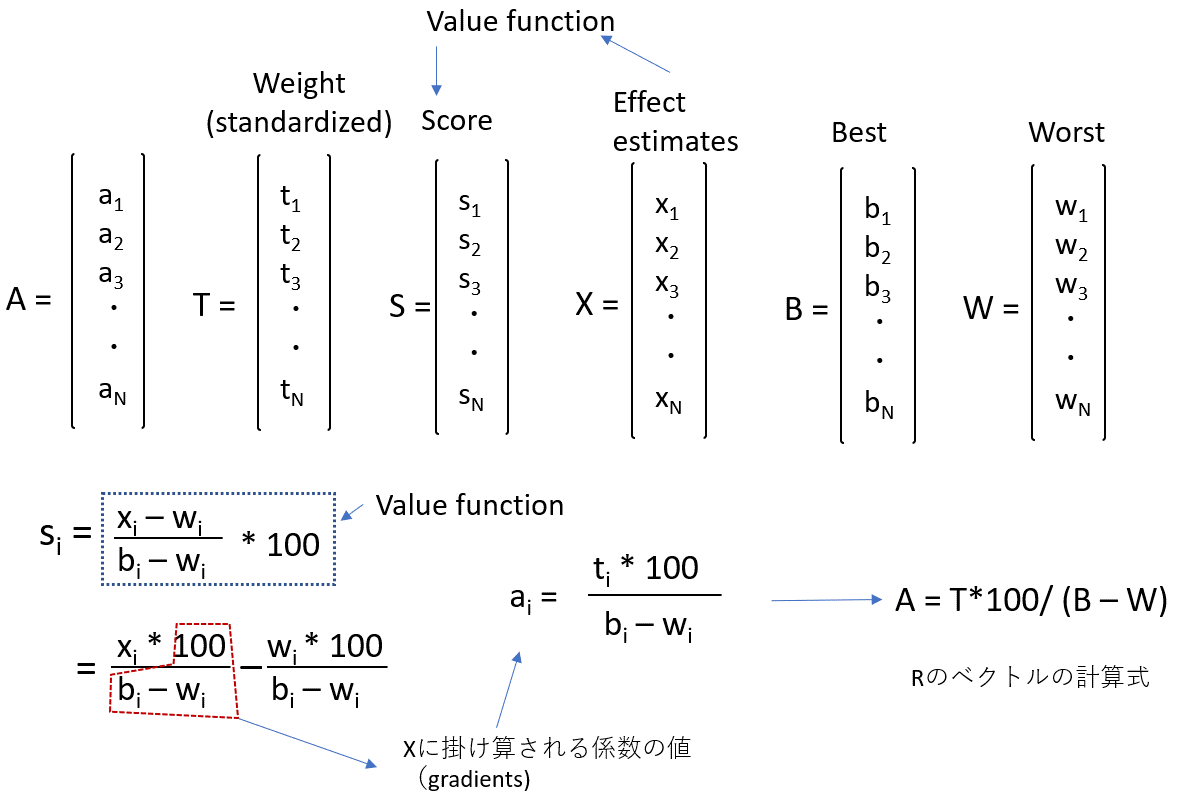 Value function
Weight
(standardized)
Score
Effect
estimates
Best
Worst
A =
a1
a2
a3
・
・
aN
T =
t1
t2
t3
・
・
tN
S =
s1
s2
s3
・
・
sN
X =
x1
x2
x3
・
・
xN
B =
b1
b2
b3
・
・
bN
W =
w1
w2
w3
・
・
wN
si =
xi – wi
bi – wi
* 100
Value function
=
xi * 100
bi – wi
–
wi * 100
bi – wi
ai =
ti * 100
bi – wi
A = T*100/ (B – W)
Rのベクトルの計算式
Xに掛け算される係数の値
（gradients)